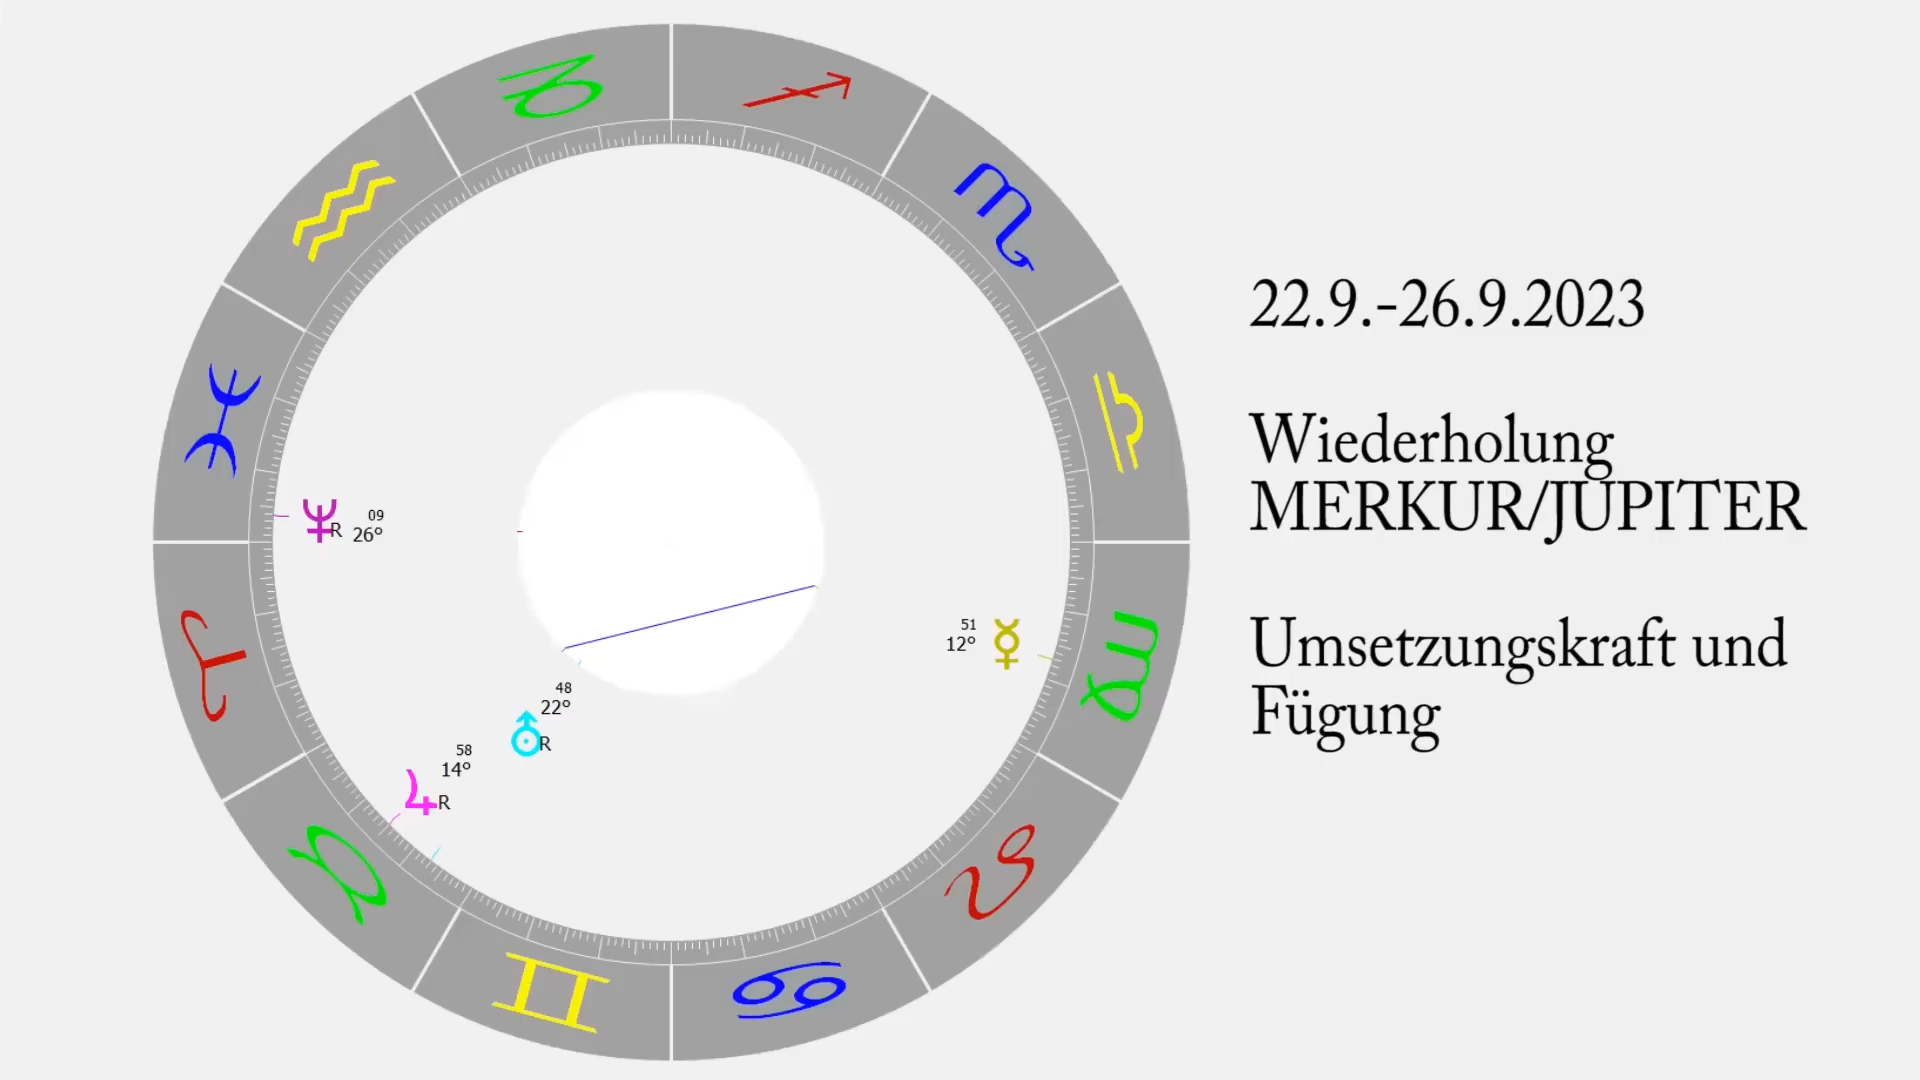 22.9.-26.9.2023
Wiederholung
MERKUR/JUPITER
Umsetzungskraft und
Fügung
09
R 26°
51
12°
48
22°
R
58
14°
R